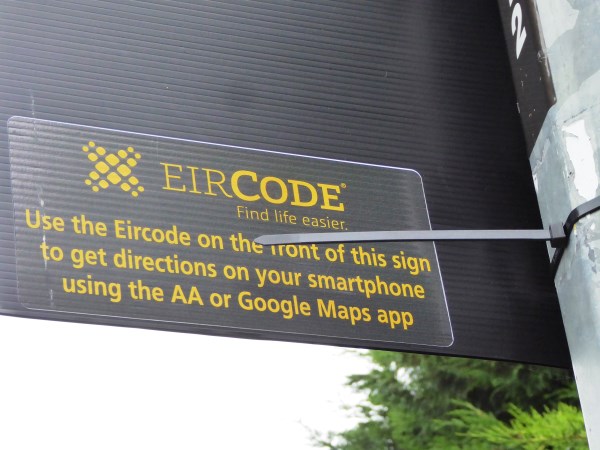 EIRCODE®
Find life easier.
Use the Eircode on the front of this sign
to get directions on your smartphone
using the AA or Google Maps app
2